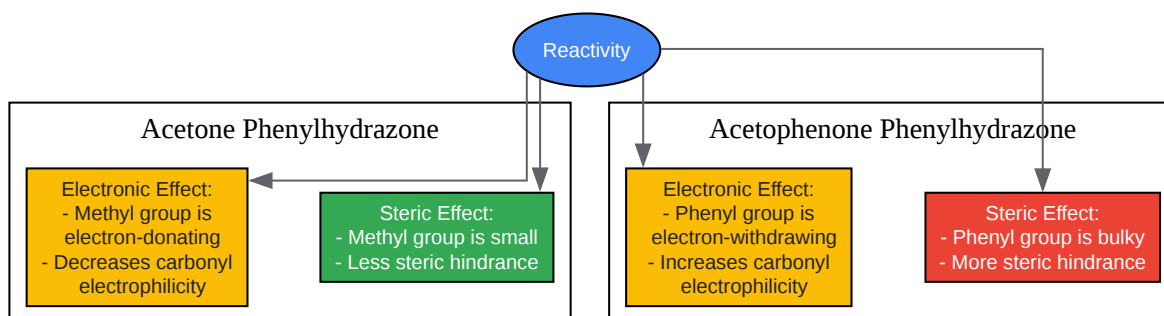 Reactivity
Acetone Phenylhydrazone
Electronic Effect:
- Methyl group is
electron-donating
- Decreases carbonyl
electrophilicity
Steric Effect:
- Methyl group is small
- Less steric hindrance
Acetophenone Phenylhydrazone
Electronic Effect:
- Phenyl group is
electron-withdrawing
- Increases carbonyl
electrophilicity
Steric Effect:
- Phenyl group is bulky
- More steric hindrance